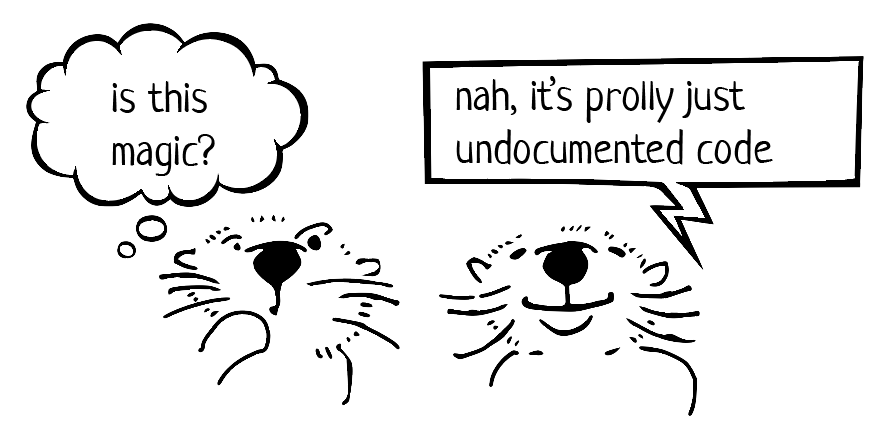 is this
magic?
nah, it's prolly just
undocumented code